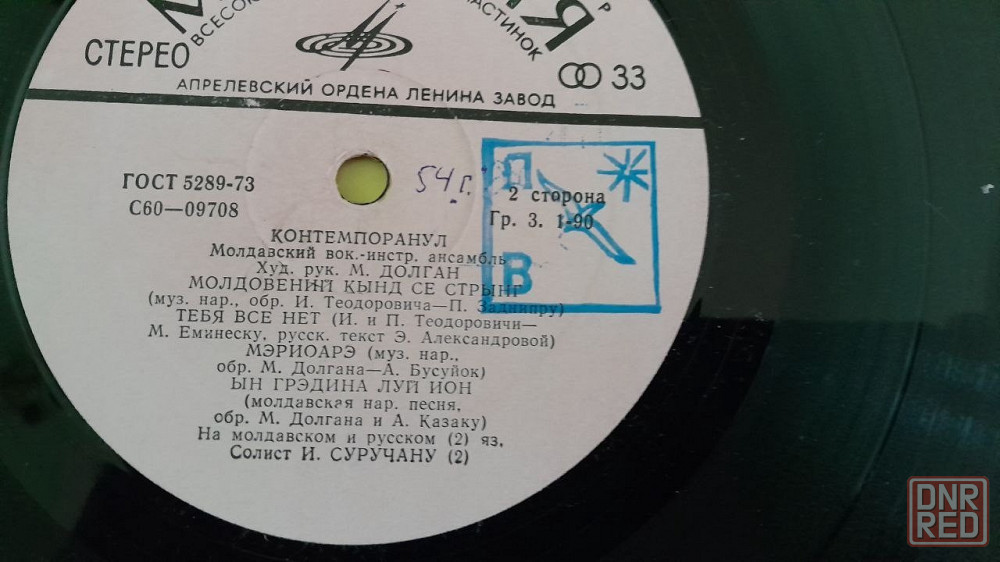 СТЕРЕО
33
АПРЕЛЕВСКИЙ ОРДЕНА ЛЕНИНА ЗАВОД
ГОСТ 5289-73
С60—09708
54 г.
П
В
2 сторона
Гр. 3. 1-90
КОНТЕМПОРАНУЛ
Молдавский вок.-инстр. ансамбль
Худ. рук. М. ДОЛГАН
МОЛДОВЕНИЙ КЫНД СЕ СТРЫНГ
(муз. нар., обр. И. Теодоровича—П. Заднипру)
ТЕБЯ ВСЕ НЕТ (И. и П. Теодоровичи—
М. Еминеску, русск. текст Э. Александровой)
МЭРИОАРЭ (муз. нар.,
обр. М. Долгана—А. Бусуйок)
ЫН ГРЭДИНА ЛУЙ ИОН
(молдавская нар. песня,
обр. М. Долгана и А. Казаку)
На молдавском и русском (2) яз.
Солист И. СУРУЧАНУ (2)
DNR
RED